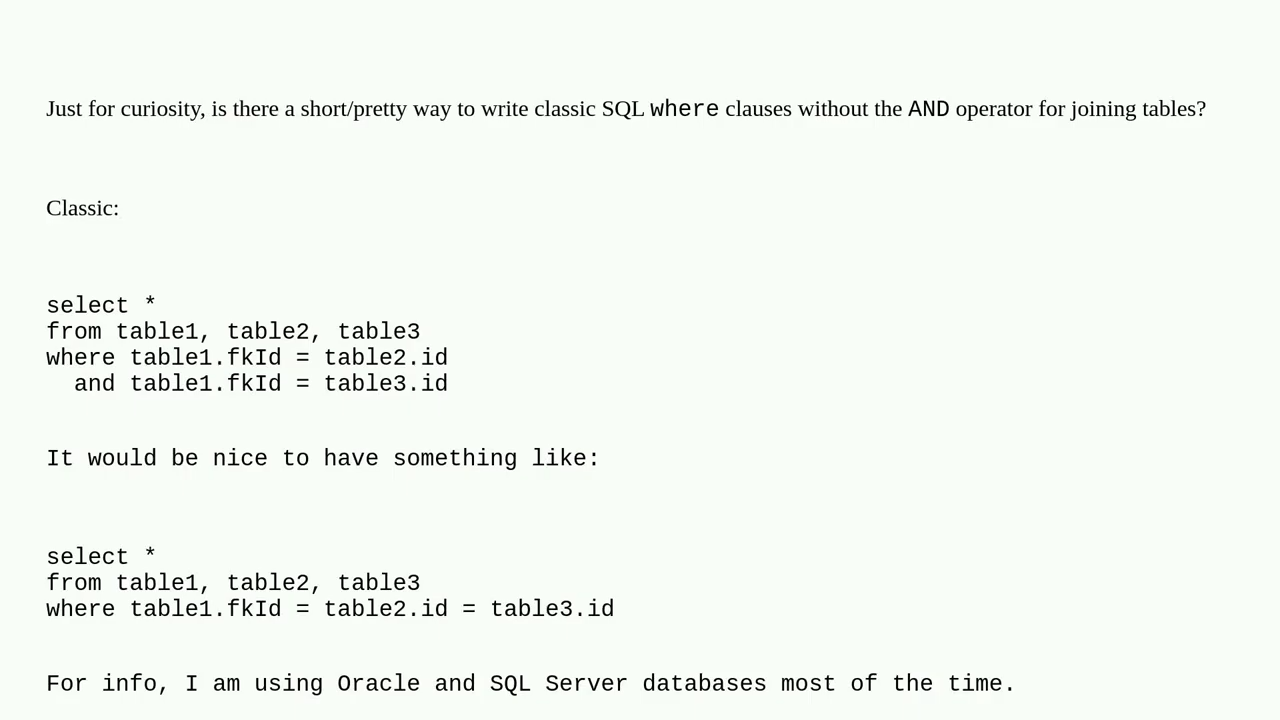 Just for curiosity, is there a short/pretty way to write classic SQL where clauses without the AND operator for joining tables?
Classic:
select *
from table1, table2, table3
where table1.fkId = table2.id
  and table1.fkId = table3.id
It would be nice to have something like:
select *
from table1, table2, table3
where table1.fkId = table2.id = table3.id
For info, I am using Oracle and SQL Server databases most of the time.